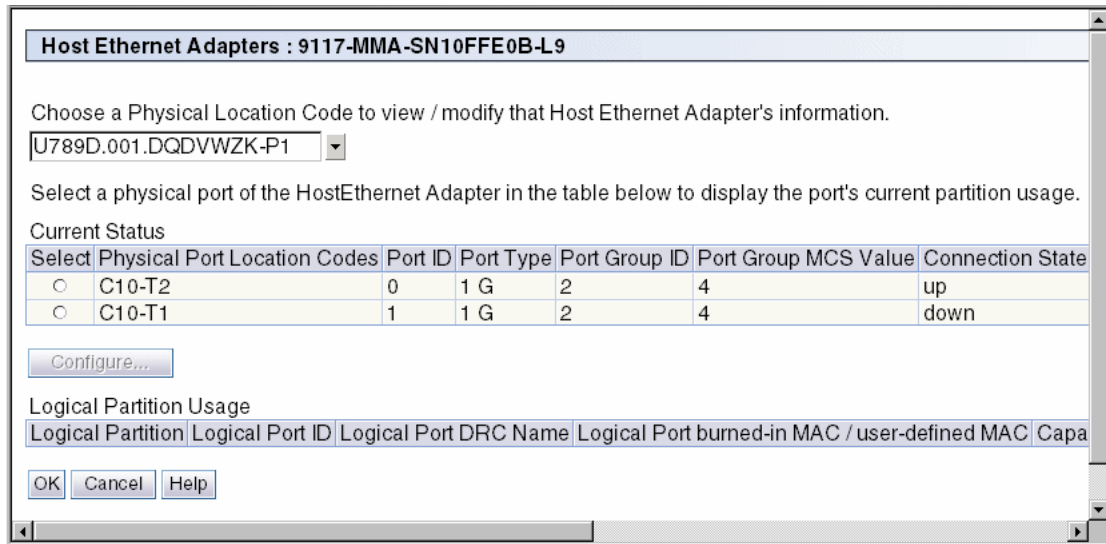 Host Ethernet Adapters : 9117-MMA-SN10FFE0B-L9
Choose a Physical Location Code to view / modify that Host Ethernet Adapter's information.
U789D.001.DQDVWZK-P1
Select a physical port of the HostEthernet Adapter in the table below to display the port's current partition usage.
Current Status
Select Physical Port Location Codes Port ID Port Type Port Group ID Port Group MCS Value Connection State
C10-T2 0 1 G 2 4 up
C10-T1 1 1 G 2 4 down
Configure...
Logical Partition Usage
Logical Partition Logical Port ID Logical Port DRC Name Logical Port burned-in MAC / user-defined MAC Capa
OK Cancel Help